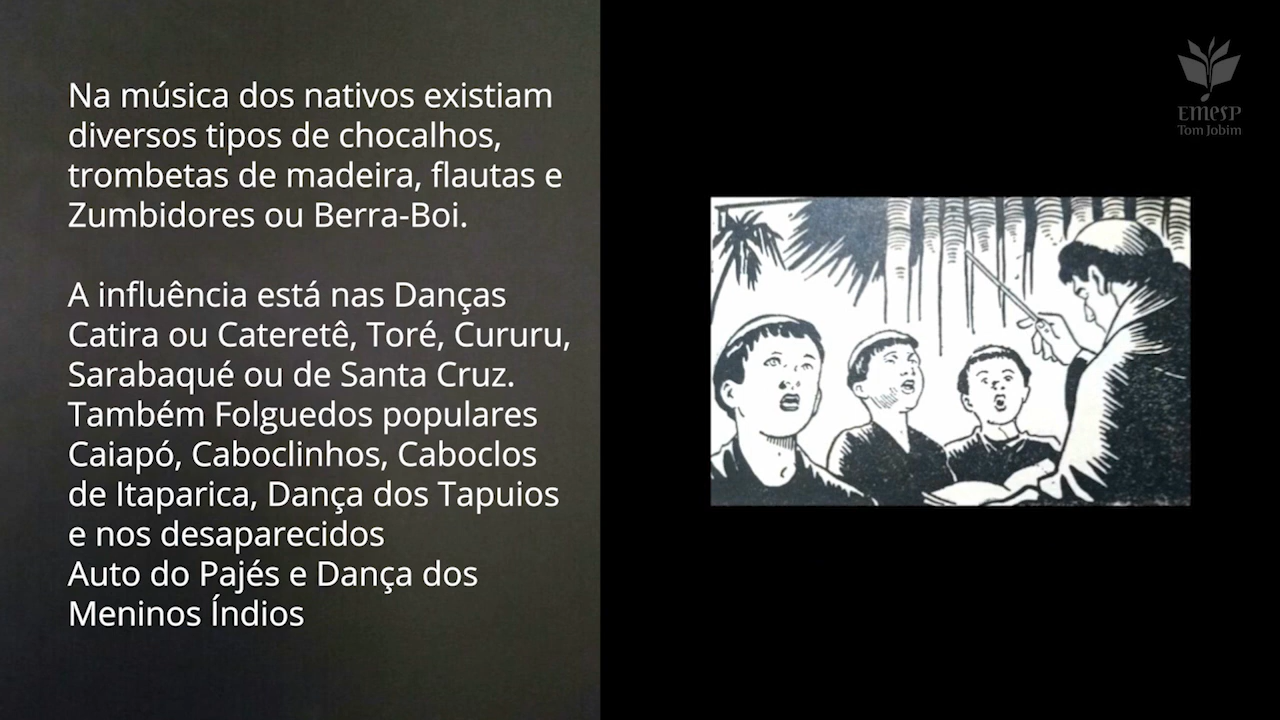 Na música dos nativos existiam
diversos tipos de chocalhos,
trombetas de madeira, flautas e
Zumbidores ou Berra-Boi.
A influência está nas Danças
Catira ou Cateretê, Toré, Cururu,
Sarabaqué ou de Santa Cruz.
Também Folguedos populares
Caiapó, Caboclinhos, Caboclos
de Itaparica, Dança dos Tapuios
e nos desaparecidos
Auto do Pajés e Dança dos
Meninos Índios
EMESP
Tom Jobim